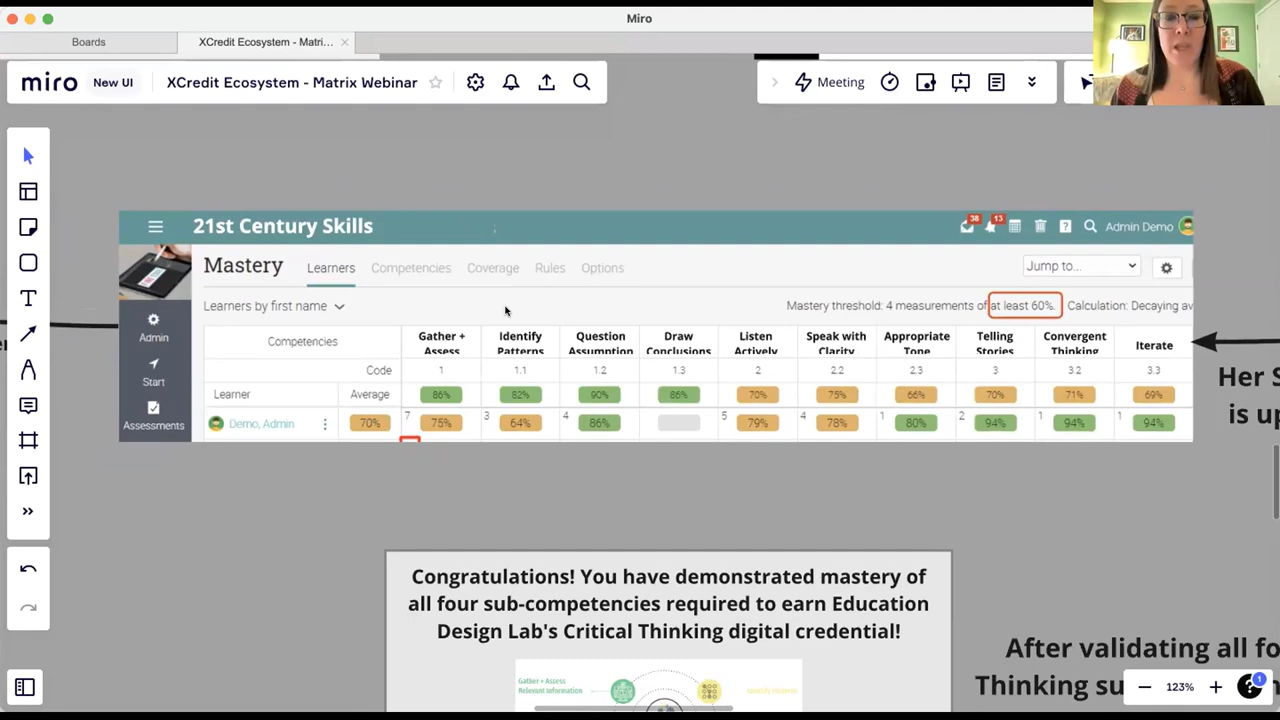 Miro
Boards
XCredit Ecosystem - Matri...
miro
New UI
XCredit Ecosystem - Matrix Webinar
Meeting
21st Century Skills
38
13
Admin Demo
Mastery
Learners
Competencies
Coverage
Rules
Options
Jump to...
Learners by first name
Mastery threshold: 4 measurements of at least 60%. Calculation: Decaying av
Admin
Start
Assessments
Competencies
Gather + Assess
Identify Patterns
Question Assumption
Draw Conclusions
Listen Actively
Speak with Clarity
Appropriate Tone
Telling Stories
Convergent Thinking
Iterate
Code 1 1.1 1.2 1.3 2 2.2 2.3 3 3.2 3.3
Learner Average 86% 82% 90% 86% 70% 75% 66% 70% 71% 69%
Demo, Admin 70% 7 75% 3 64% 4 86% 5 79% 4 78% 1 80% 2 94% 1 94% 1 94%
Her S
is up
Congratulations! You have demonstrated mastery of
all four sub-competencies required to earn Education
Design Lab's Critical Thinking digital credential!
Gather + Assess
Relevant Information
After validating all fo
Thinking su
123%
1